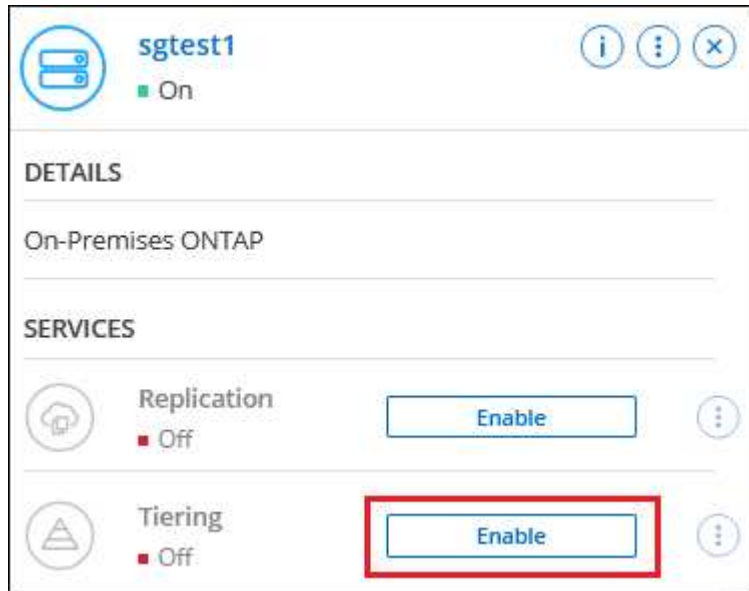 sgtest1
On
DETAILS
On-Premises ONTAP
SERVICES
Replication
Enable
Off
Tiering
Enable
Off